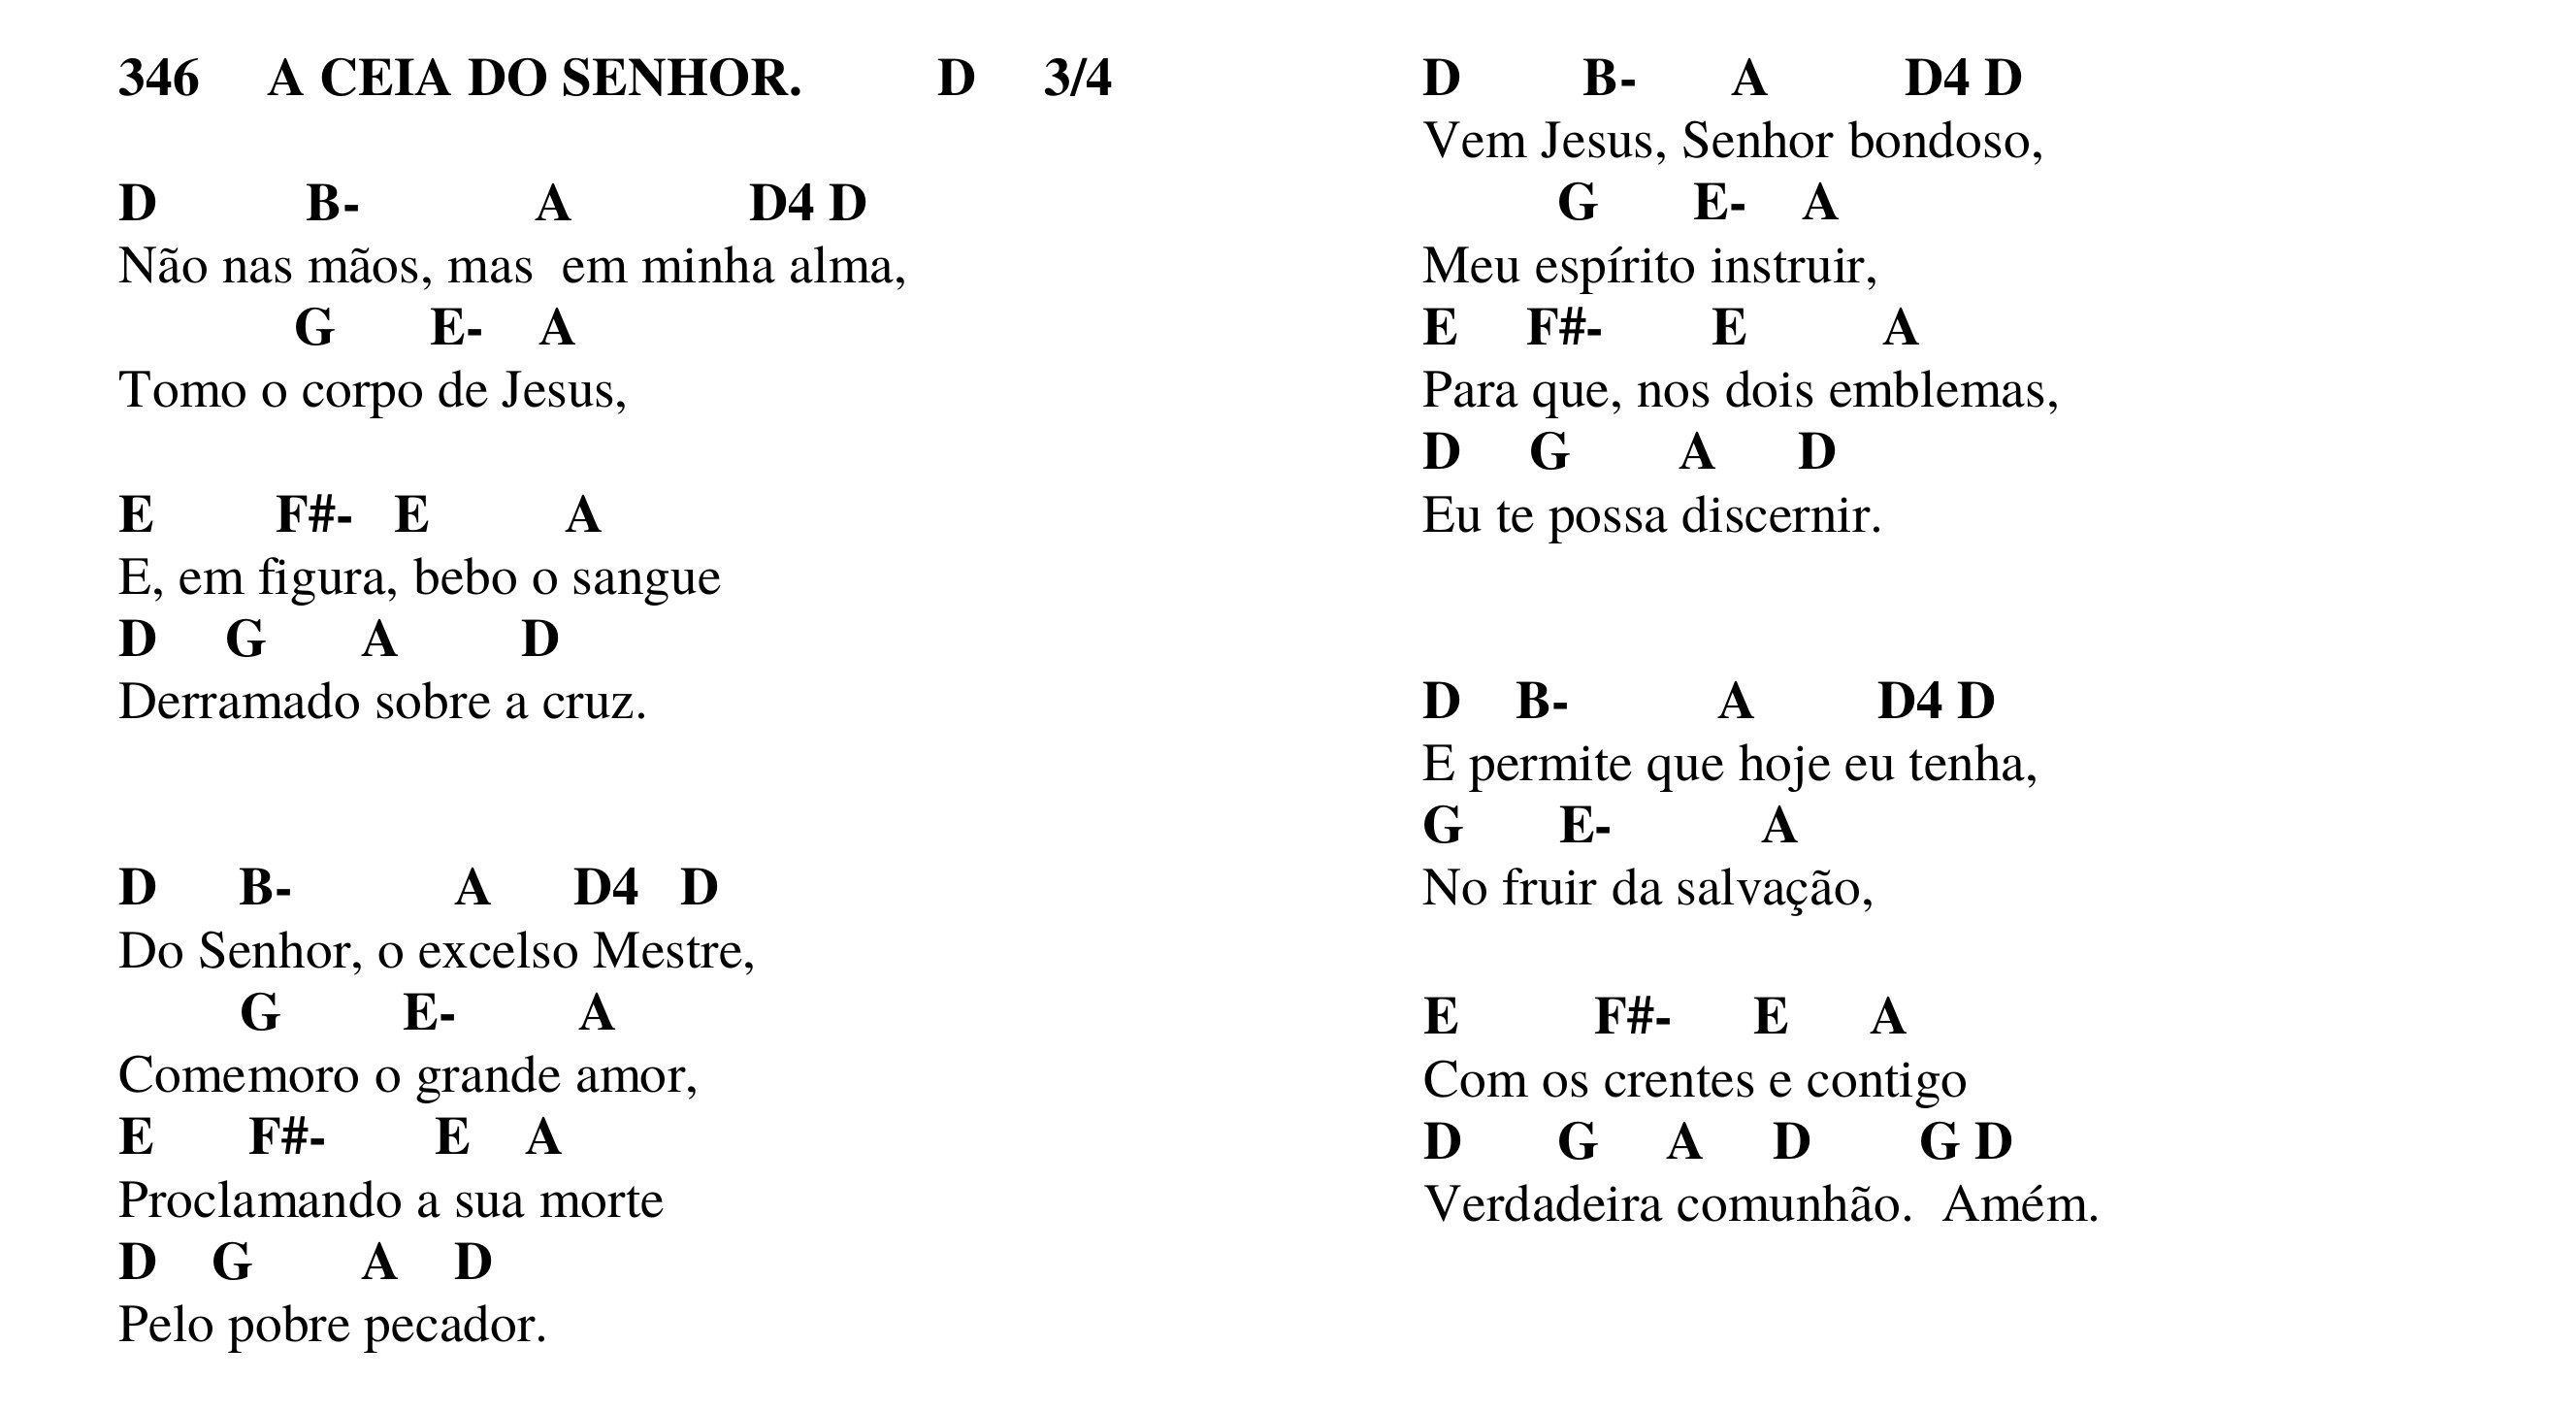 346 A CEIA DO SENHOR. D 3/4
D B- A D4 D
Não nas mãos, mas em minha alma,
G E- A
Tomo o corpo de Jesus,
E F#- E A
E, em figura, bebo o sangue
D G A D
Derramado sobre a cruz.
D B- A D4 D
Do Senhor, o excelso Mestre,
G E- A
Comemoro o grande amor,
E F#- E A
Proclamando a sua morte
D G A D
Pelo pobre pecador.
D B- A D4 D
Vem Jesus, Senhor bondoso,
G E- A
Meu espírito instruir,
E F#- E A
Para que, nos dois emblemas,
D G A D
Eu te possa discernir.
D B- A D4 D
E permite que hoje eu tenha,
G E- A
No fruir da salvação,
E F#- E A
Com os crentes e contigo
D G A D G D
Verdadeira comunhão. Amém.